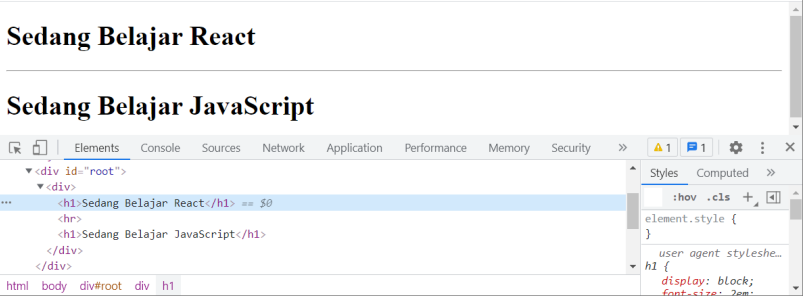 Sedang Belajar React
Sedang Belajar JavaScript
Elements Console Sources Network Application Performance Memory Security » 1 1
<div id="root">
<div>
<h1>Sedang Belajar React</h1> == $0
<hr>
<h1>Sedang Belajar JavaScript</h1>
</div>
</div>
html body div#root div h1
Styles Computed »
:hov .cls +
element.style {
}
user agent styleshe…
h1 {
display: block;
font-size: 2em;